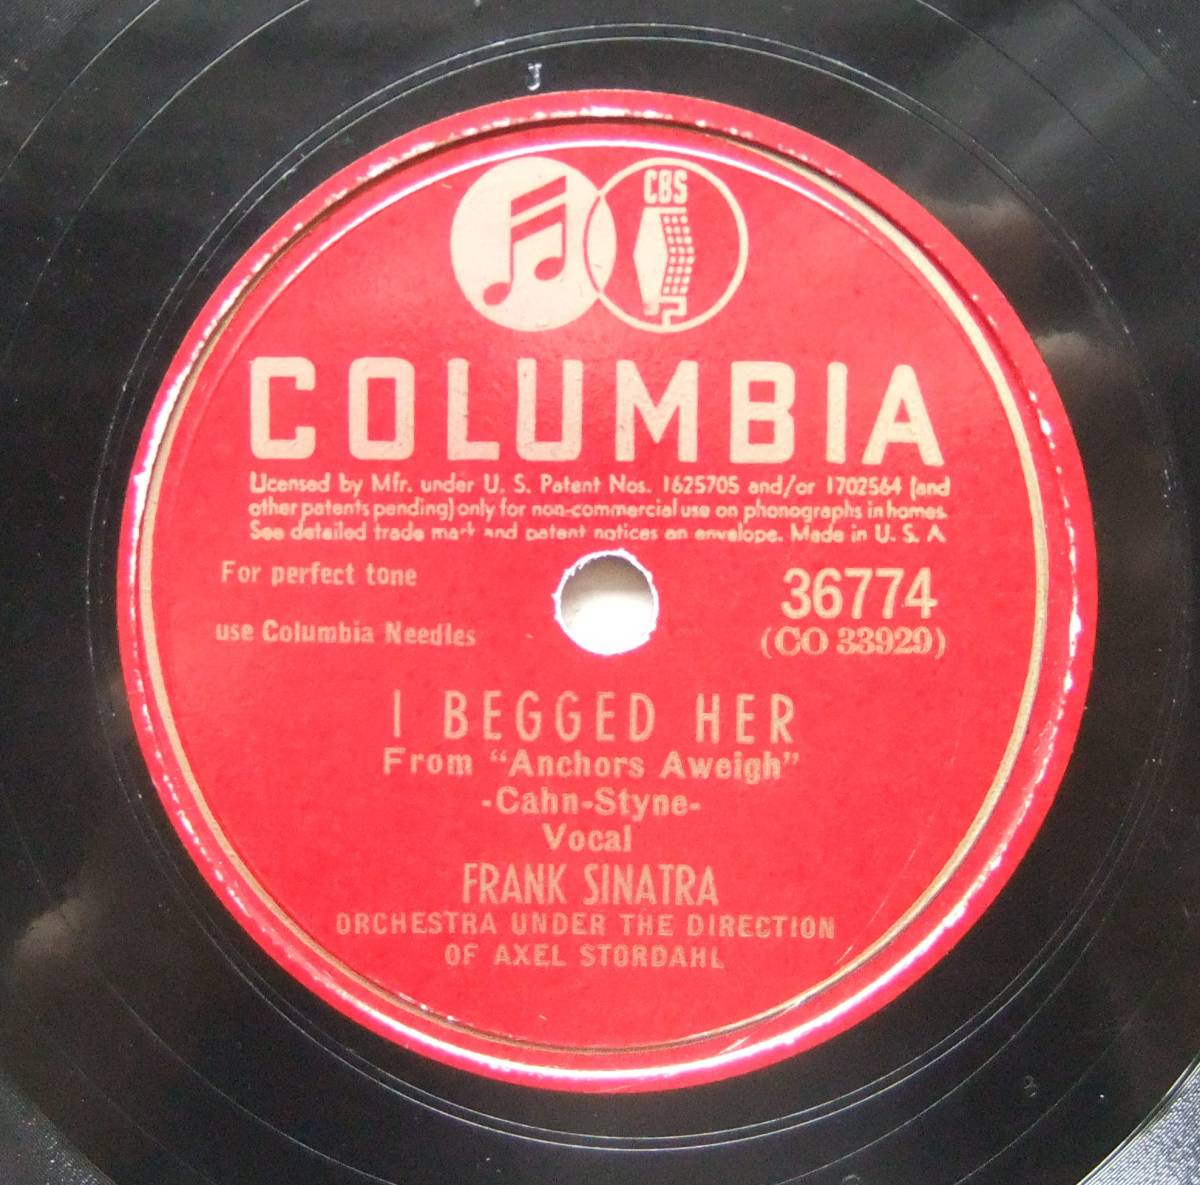 J
CBS
COLUMBIA
Licensed by Mfr. under U. S. Patent Nos. 1625705 and/or 1702564 (and
other patents pending) only for non-commercial use on phonographs in homes.
See detailed trade mark and patent notices on envelope. Made in U. S. A
For perfect tone
use Columbia Needles
36774
(CO 33929)
I BEGGED HER
From "Anchors Aweigh"
-Cahn-Styne-
Vocal
FRANK SINATRA
ORCHESTRA UNDER THE DIRECTION
OF AXEL STORDAHL